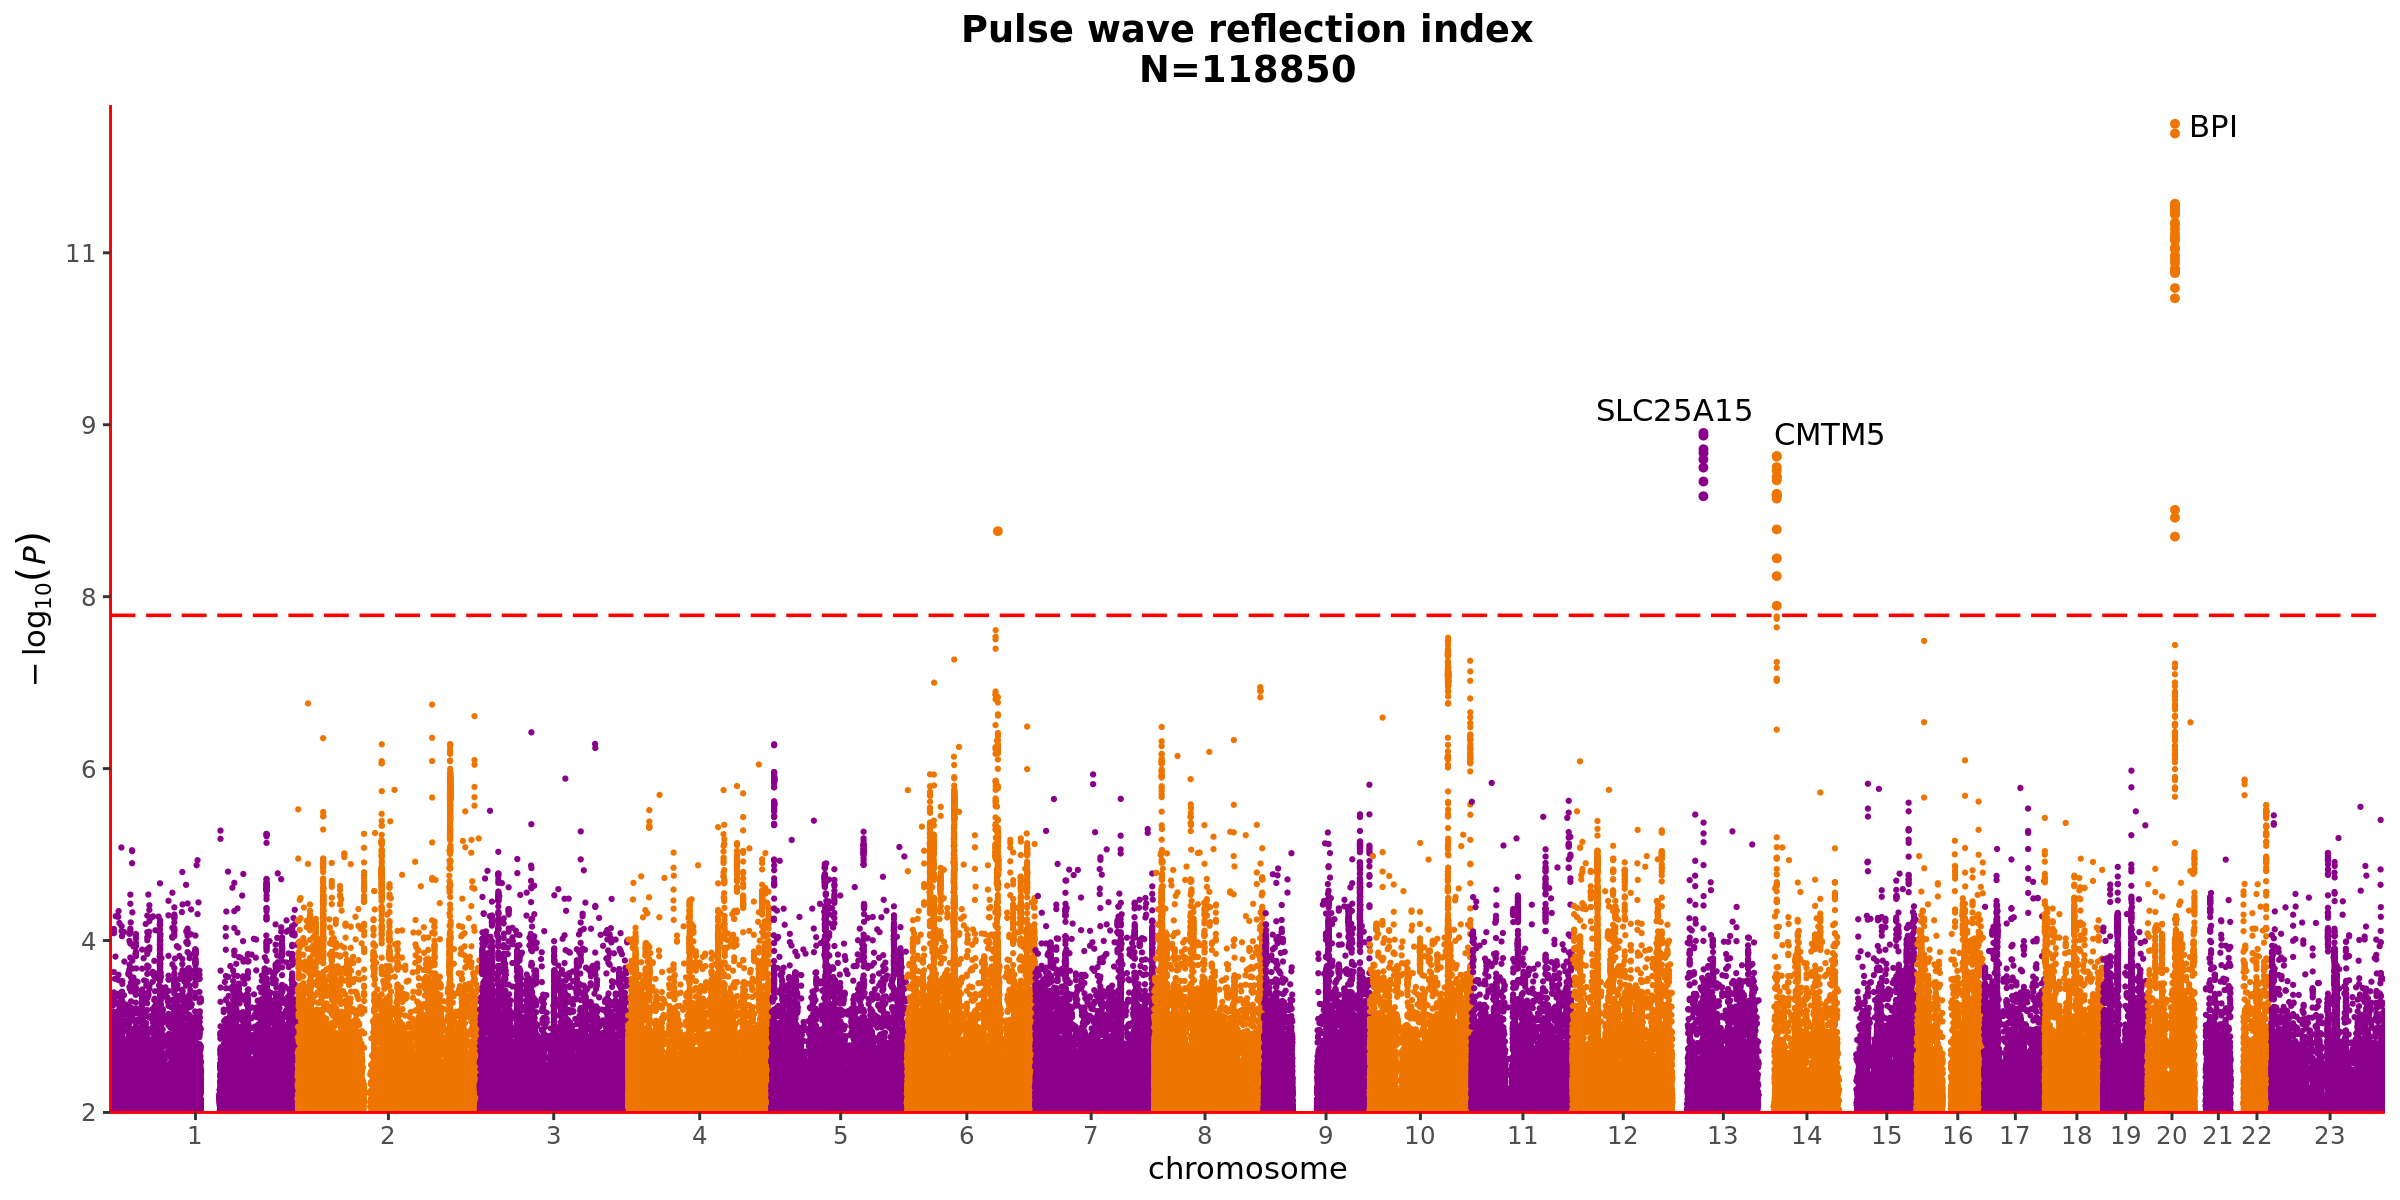 Pulse wave reflection index
N=118850
BPI
11
SLC25A15
9
CMTM5
8
−log10(P)
6
4
2
1 2 3 4 5 6 7 8 9 10 11 12 13 14 15 16 17 18 19 20 21 22 23
chromosome